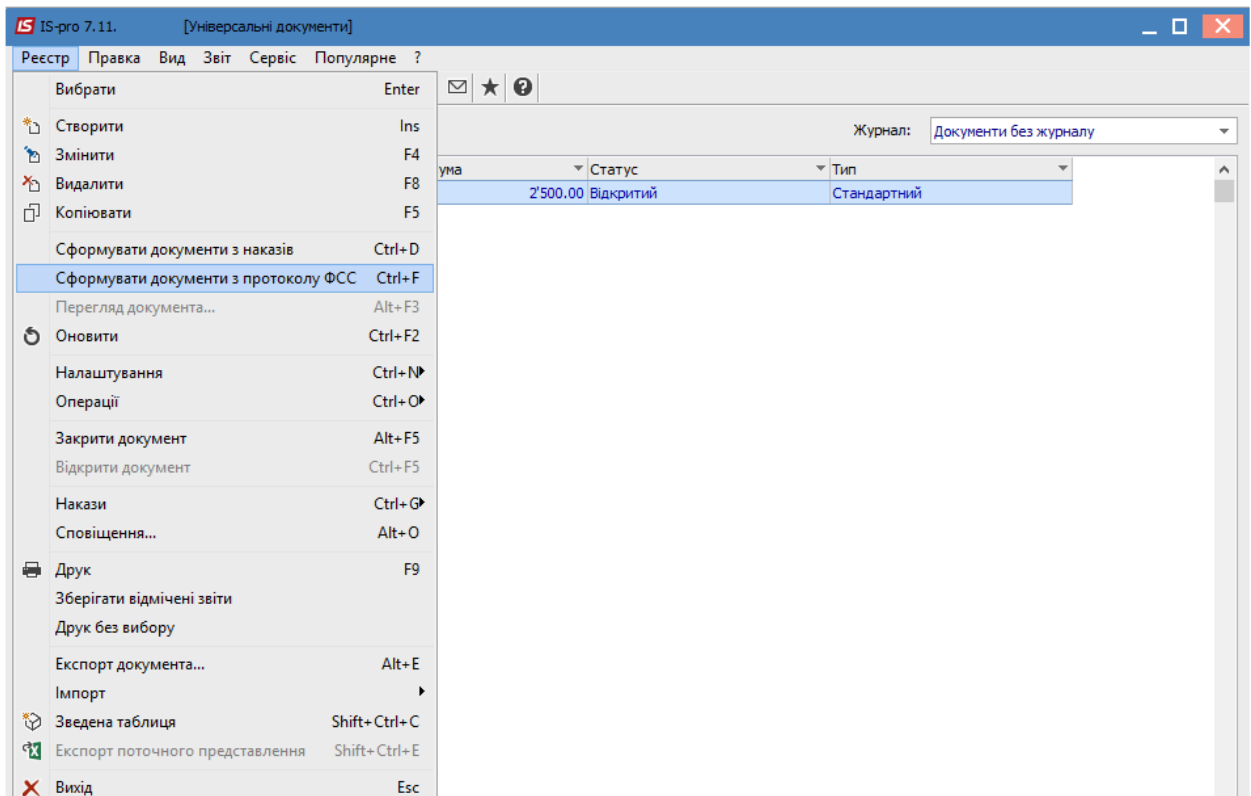 IS IS-pro 7.11. [Універсальні документи]
Реєстр Правка Вид Звіт Сервіс Популярне ?
Вибрати Enter
Створити Ins
Журнал: Документи без журналу
Змінити F4
ума Статус Тип
Видалити F8
2'500.00 Відкритий Стандартний
Копіювати F5
Сформувати документи з наказів Ctrl+D
Сформувати документи з протоколу ФСС Ctrl+F
Перегляд документа... Alt+F3
Оновити Ctrl+F2
Налаштування Ctrl+N
Операції Ctrl+O
Закрити документ Alt+F5
Відкрити документ Ctrl+F5
Накази Ctrl+G
Сповіщення... Alt+O
Друк F9
Зберігати відмічені звіти
Друк без вибору
Експорт документа... Alt+E
Імпорт
Зведена таблиця Shift+Ctrl+C
Експорт поточного представлення Shift+Ctrl+E
Вихід Esc